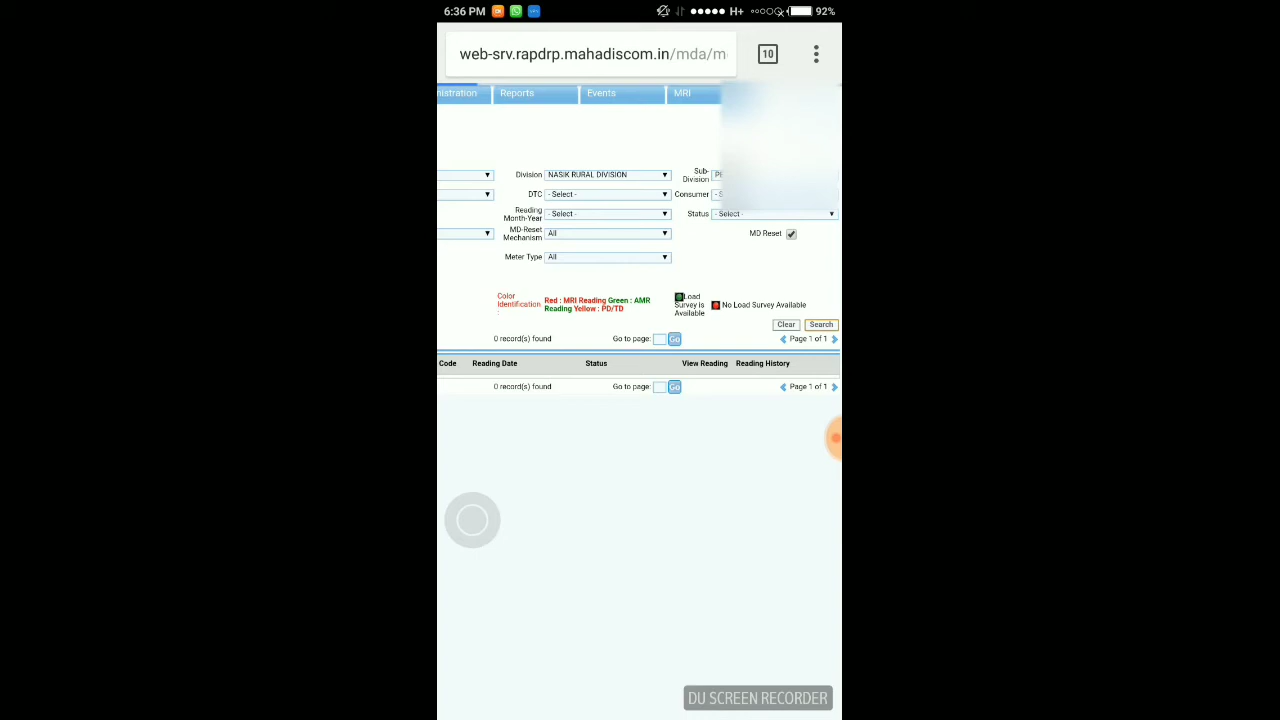 6:36 PM H+ 92%
web-srv.rapdrp.mahadiscom.in/mda/m
10
nistration Reports Events MRI
Division NASIK RURAL DIVISION Sub-Division
DTC - Select - Consumer
Reading Month-Year - Select - Status - Select -
MD-Reset Mechanism All MD Reset
Meter Type All
Color Identification : Red : MRI Reading Green : AMR Reading Yellow : PD/TD Load Survey is Available No Load Survey Available
Clear Search
0 record(s) found Go to page: Go Page 1 of 1
Code Reading Date Status View Reading Reading History
0 record(s) found Go to page: Go Page 1 of 1
DU SCREEN RECORDER